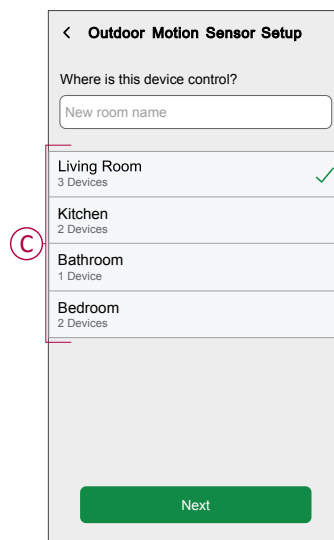 < Outdoor Motion Sensor Setup
Where is this device control?
New room name
Living Room
3 Devices
Kitchen
2 Devices
C
Bathroom
1 Device
Bedroom
2 Devices
Next